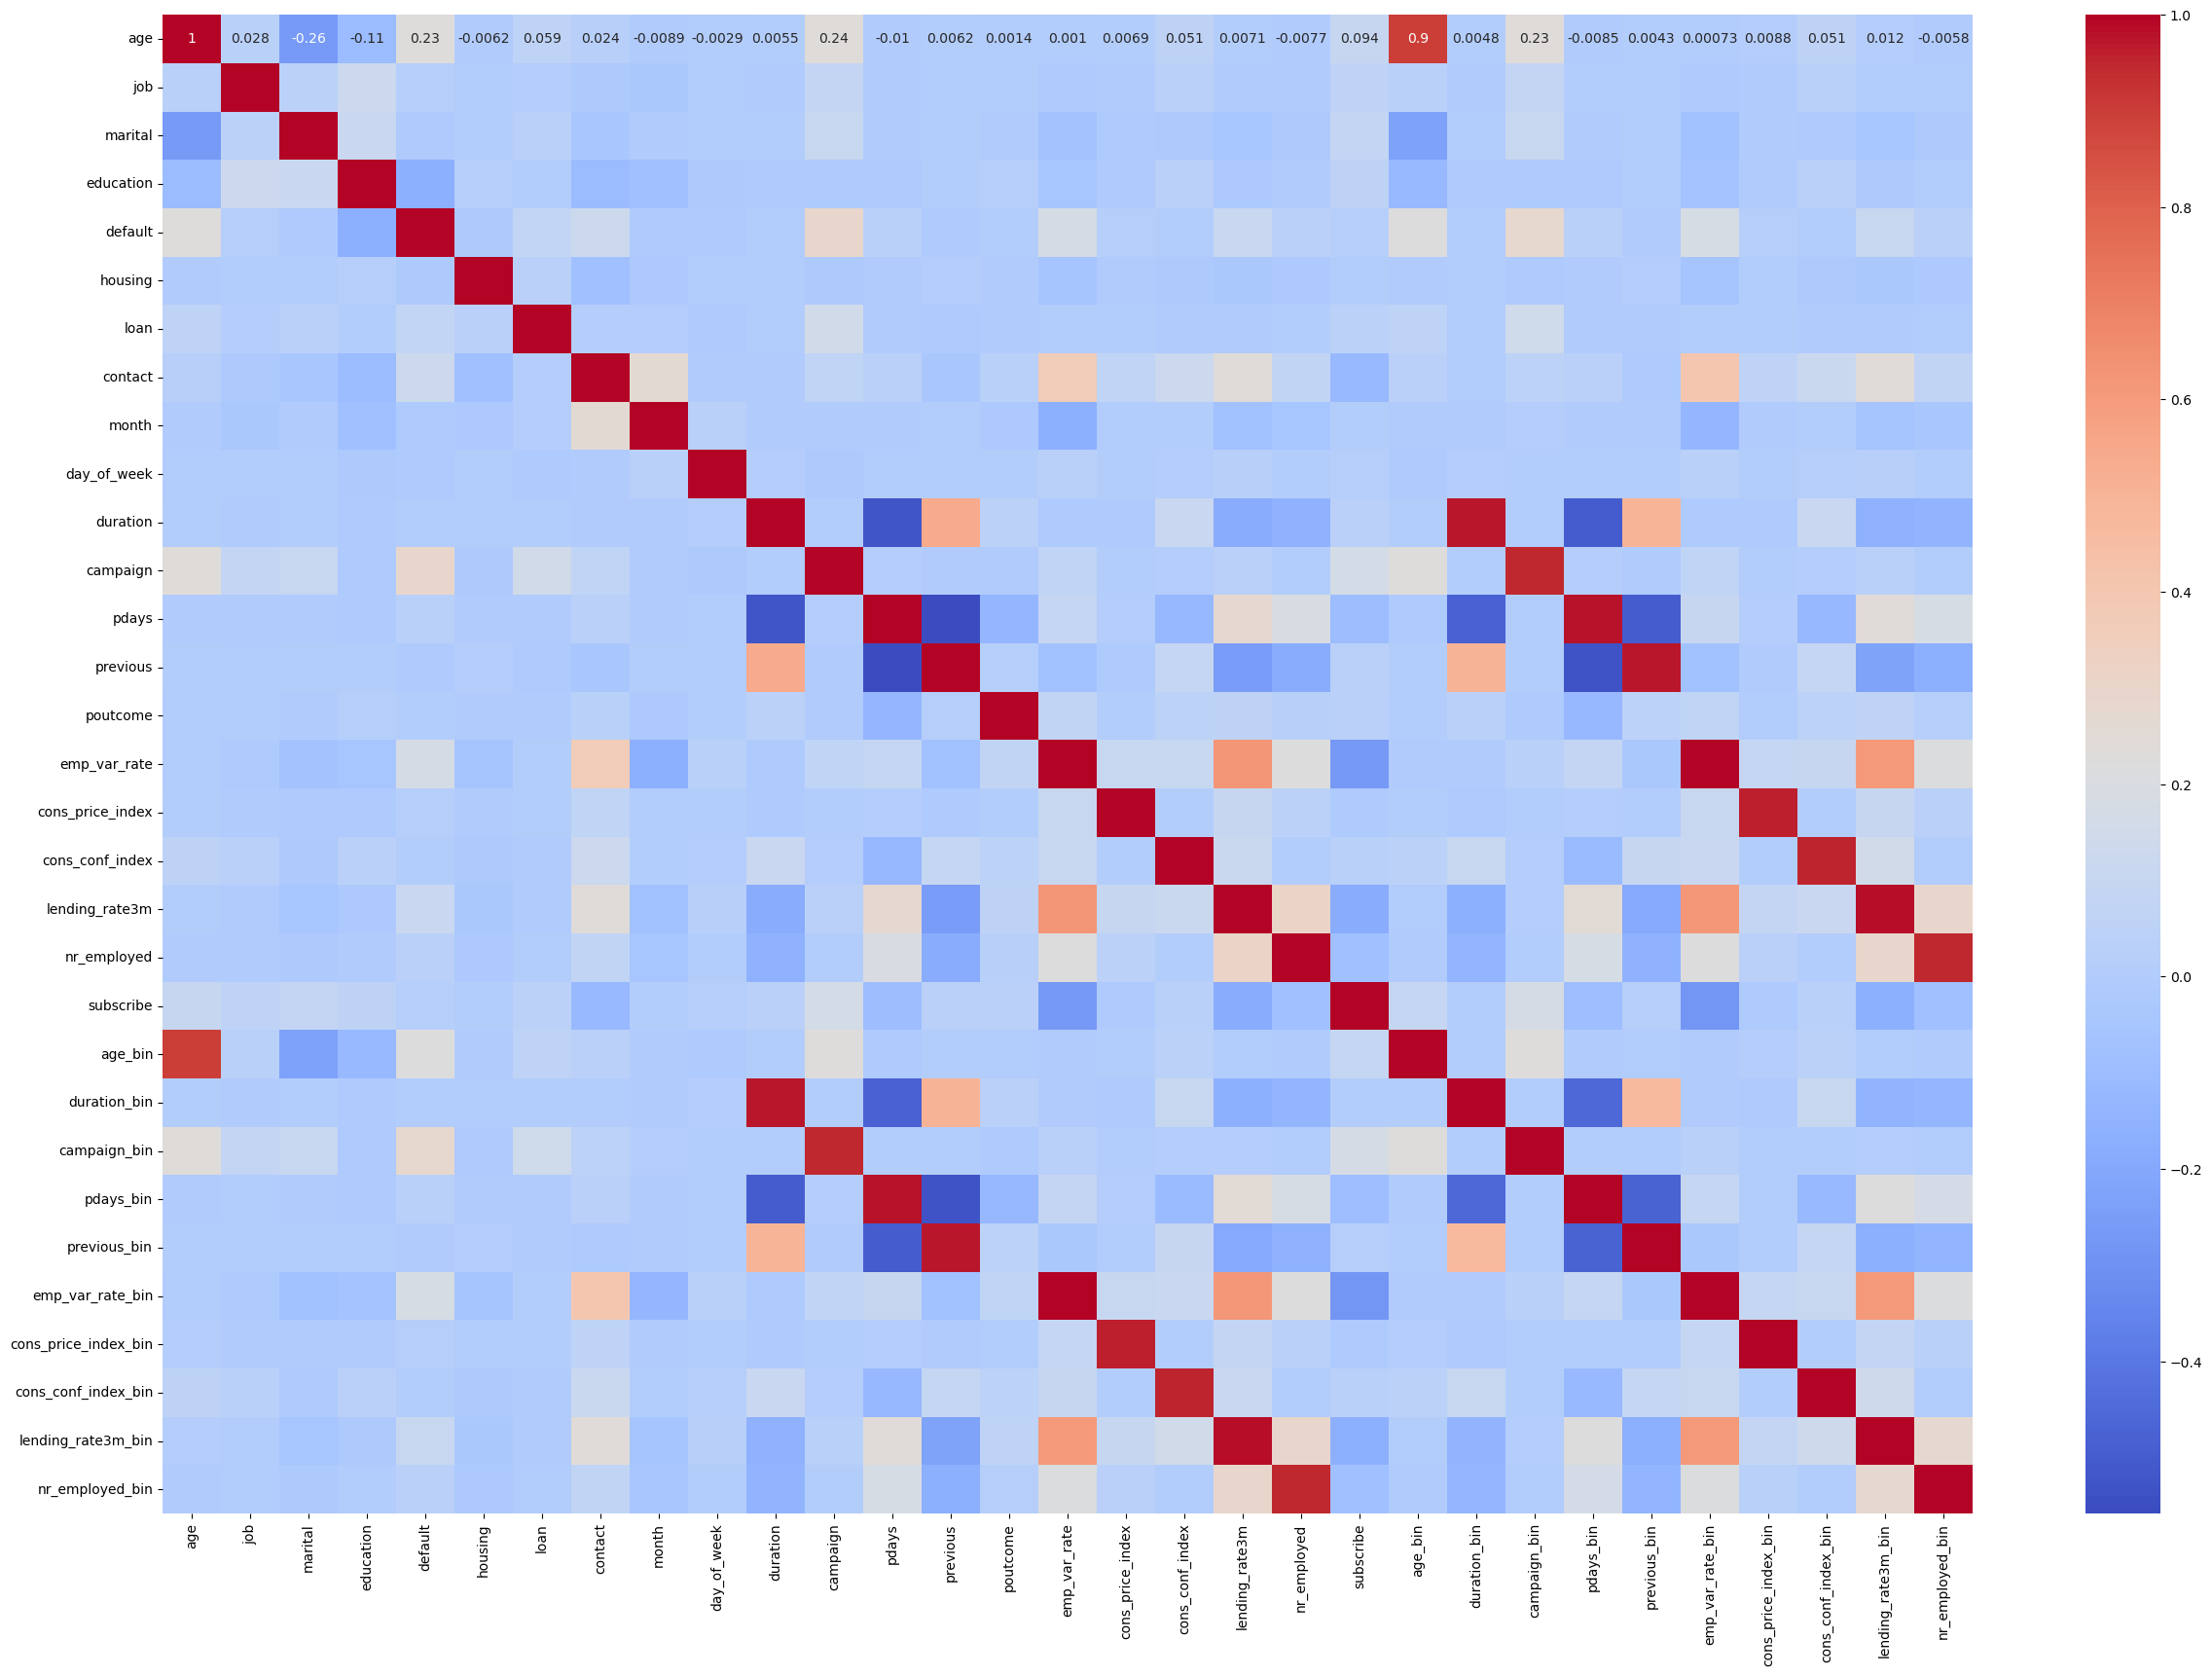 age 1 0.028 -0.26 -0.11 0.23 -0.0062 0.059 0.024 -0.0089 -0.0029 0.0055 0.24 -0.01 0.0062 0.0014 0.001 0.0069 0.051 0.0071 -0.0077 0.094 0.9 0.0048 0.23 -0.0085 0.0043 0.00073 0.0088 0.051 0.012 -0.0058
job
marital
education
default
housing
loan
contact
month
day_of_week
duration
campaign
pdays
previous
poutcome
emp_var_rate
cons_price_index
cons_conf_index
lending_rate3m
nr_employed
subscribe
age_bin
duration_bin
campaign_bin
pdays_bin
previous_bin
emp_var_rate_bin
cons_price_index_bin
cons_conf_index_bin
lending_rate3m_bin
nr_employed_bin
age
job
marital
education
default
housing
loan
contact
month
day_of_week
duration
campaign
pdays
previous
poutcome
emp_var_rate
cons_price_index
cons_conf_index
lending_rate3m
nr_employed
subscribe
age_bin
duration_bin
campaign_bin
pdays_bin
previous_bin
emp_var_rate_bin
cons_price_index_bin
cons_conf_index_bin
lending_rate3m_bin
nr_employed_bin
1.0
0.8
0.6
0.4
0.2
0.0
−0.2
−0.4